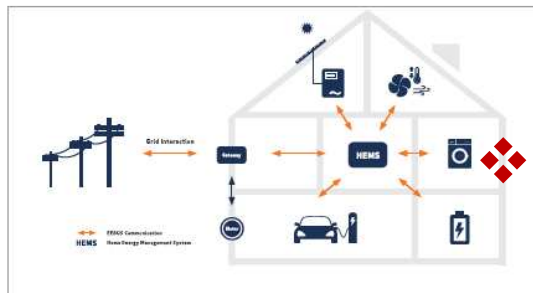 Grid Interaction
Gateway
HEMS
Meter
EEBUS Communication
HEMS Home Energy Management System